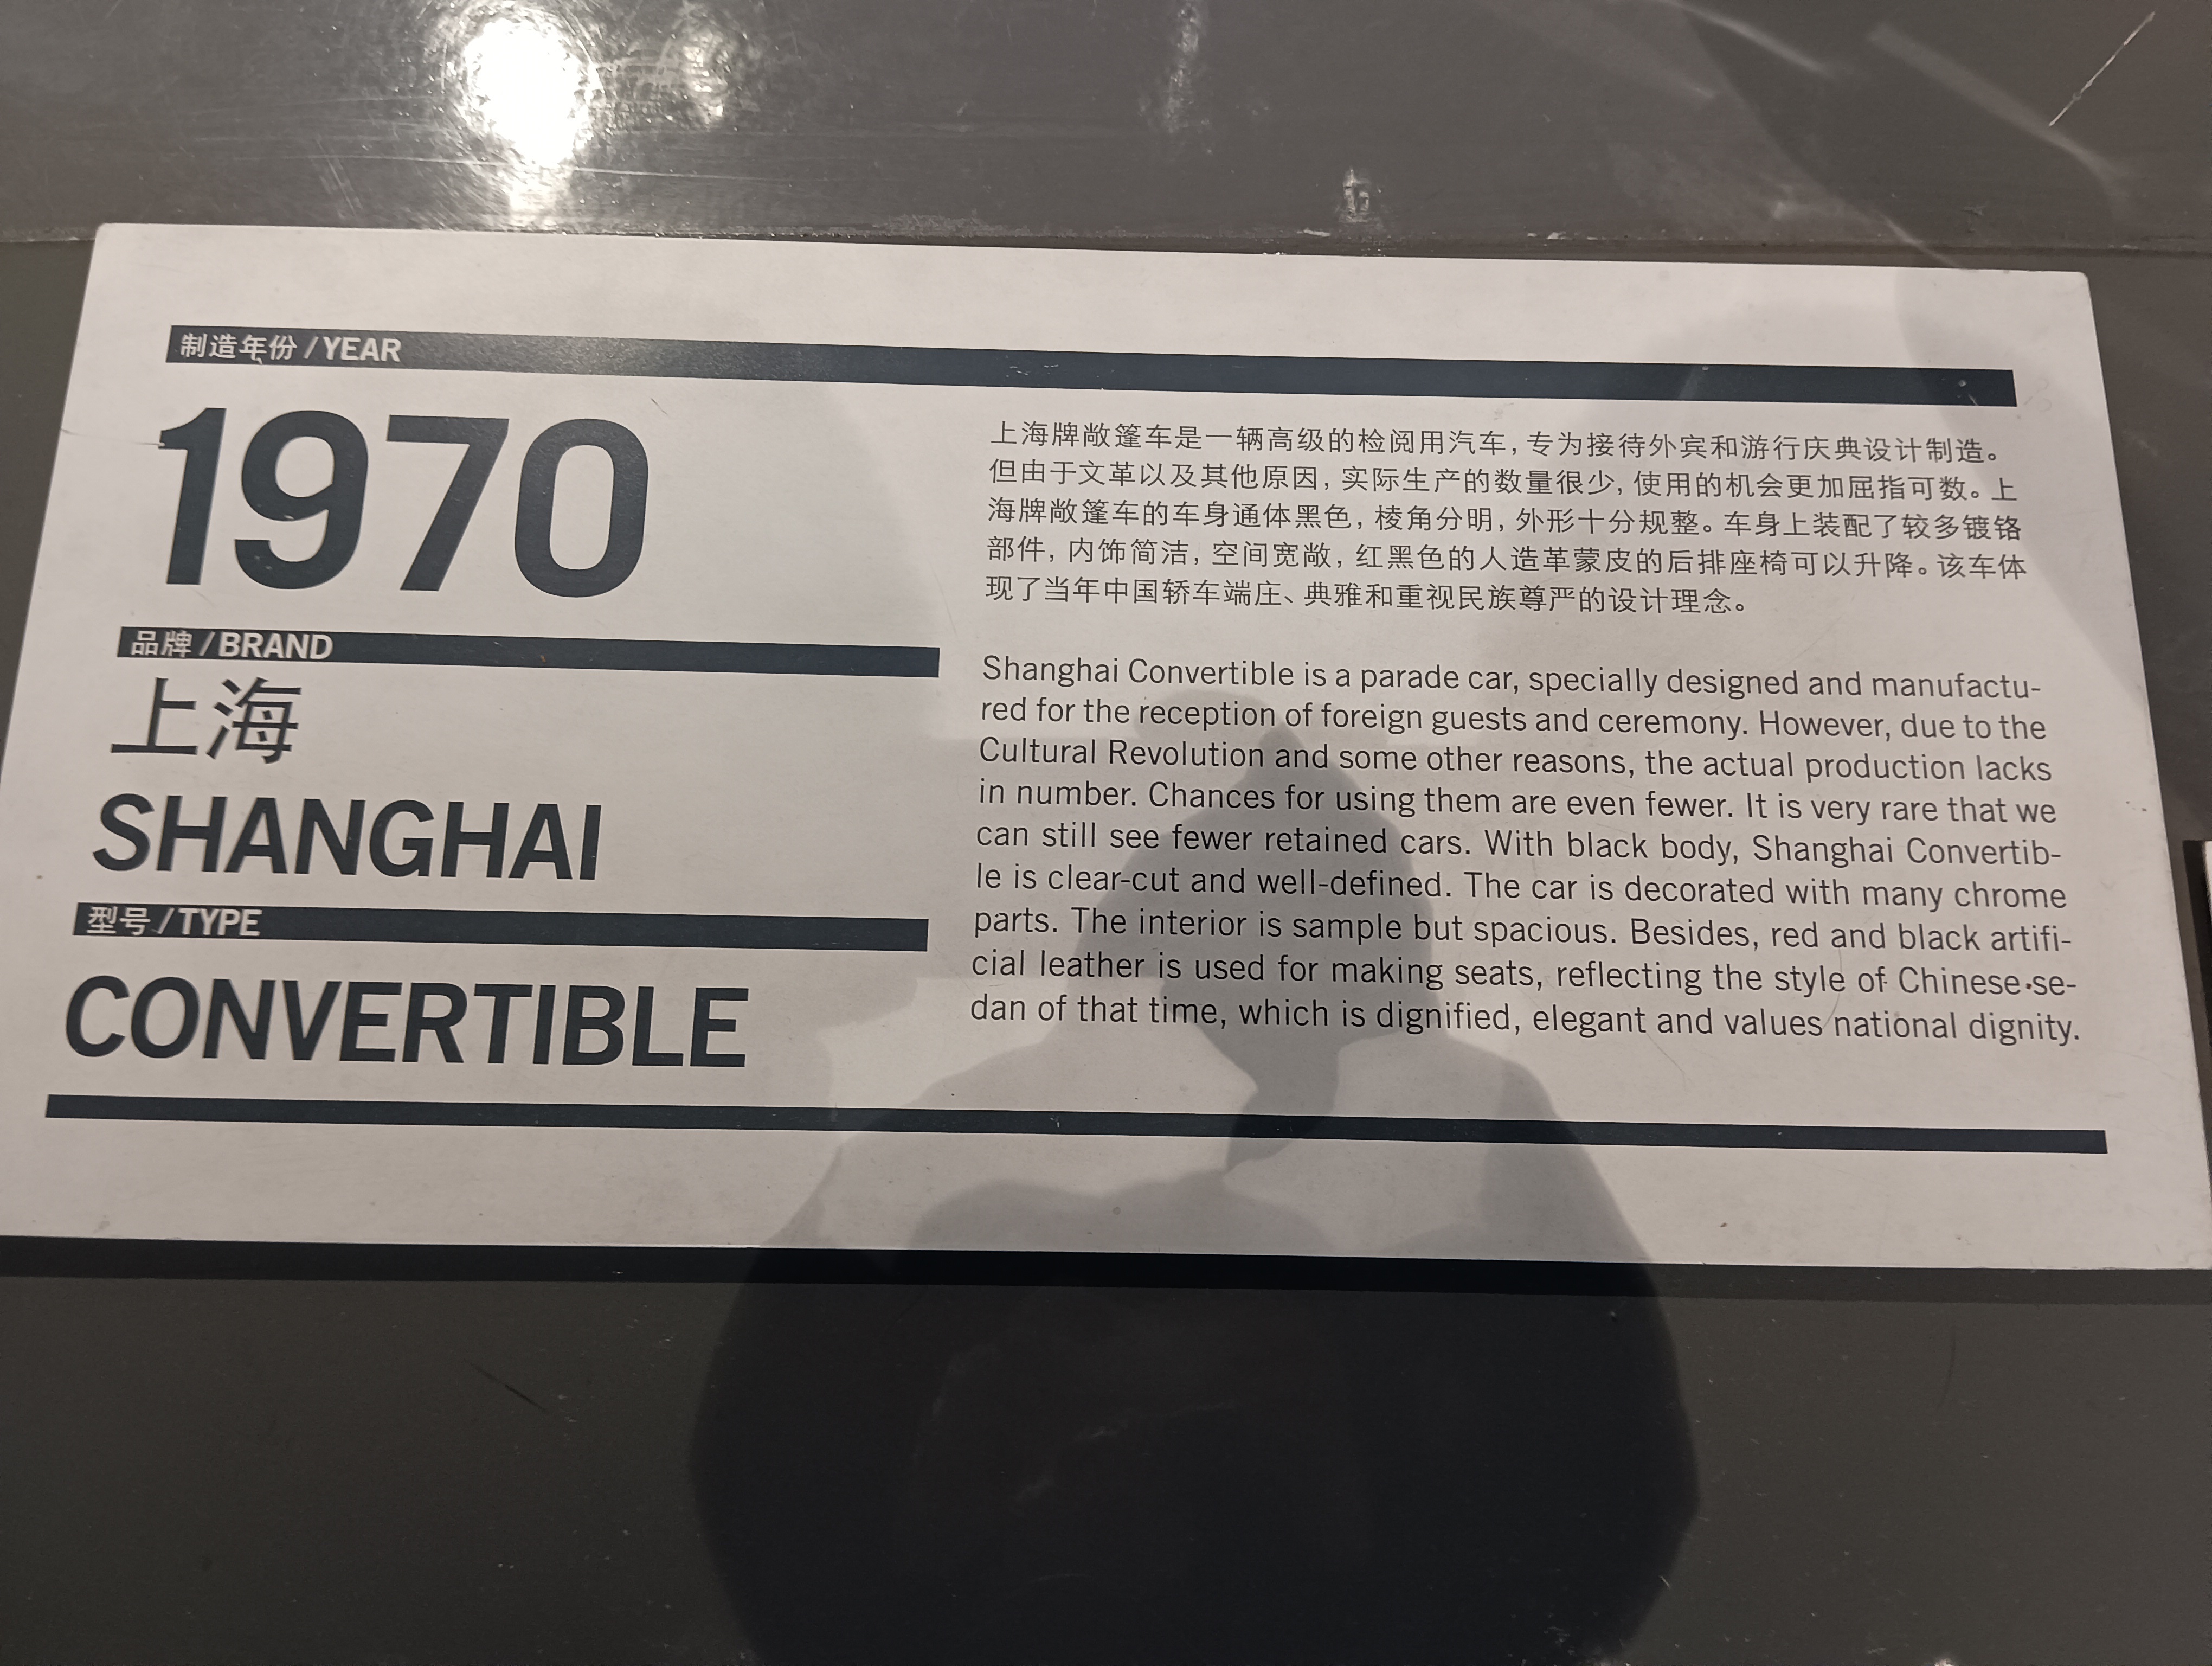 制造年份 / YEAR
1970
品牌 / BRAND
上海
SHANGHAI
型号 / TYPE
CONVERTIBLE
上海牌敞篷车是一辆高级的检阅用汽车，专为接待外宾和游行庆典设计制造。
但由于文革以及其他原因，实际生产的数量很少，使用的机会更加屈指可数。上
海牌敞篷车的车身通体黑色，棱角分明，外形十分规整。车身上装配了较多镀铬
部件，内饰简洁，空间宽敞，红黑色的人造革蒙皮的后排座椅可以升降。该车体
现了当年中国轿车端庄、典雅和重视民族尊严的设计理念。
Shanghai Convertible is a parade car, specially designed and manufactu-
red for the reception of foreign guests and ceremony. However, due to the
Cultural Revolution and some other reasons, the actual production lacks
in number. Chances for using them are even fewer. It is very rare that we
can still see fewer retained cars. With black body, Shanghai Convertib-
le is clear-cut and well-defined. The car is decorated with many chrome
parts. The interior is sample but spacious. Besides, red and black artifi-
cial leather is used for making seats, reflecting the style of Chinese se-
dan of that time, which is dignified, elegant and values national dignity.